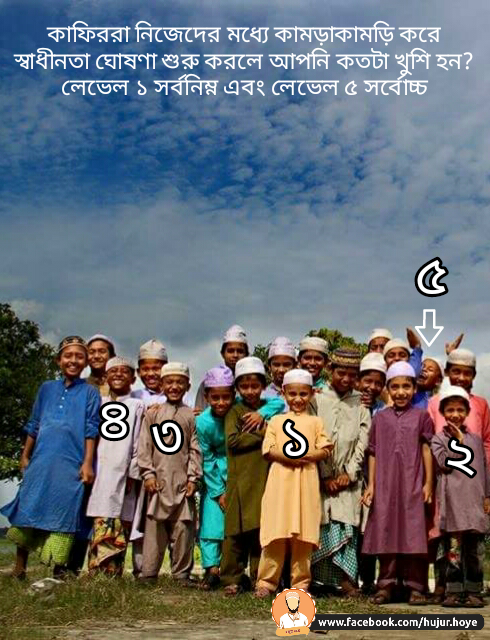 কাফিররা নিজেদের মধ্যে কামড়াকামড়ি করে
স্বাধীনতা ঘোষণা শুরু করলে আপনি কতটা খুশি হন?
লেভেল ১ সর্বনিম্ন এবং লেভেল ৫ সর্বোচ্চ
৫
৪
৩
১
২
www.facebook.com/hujur.hoye